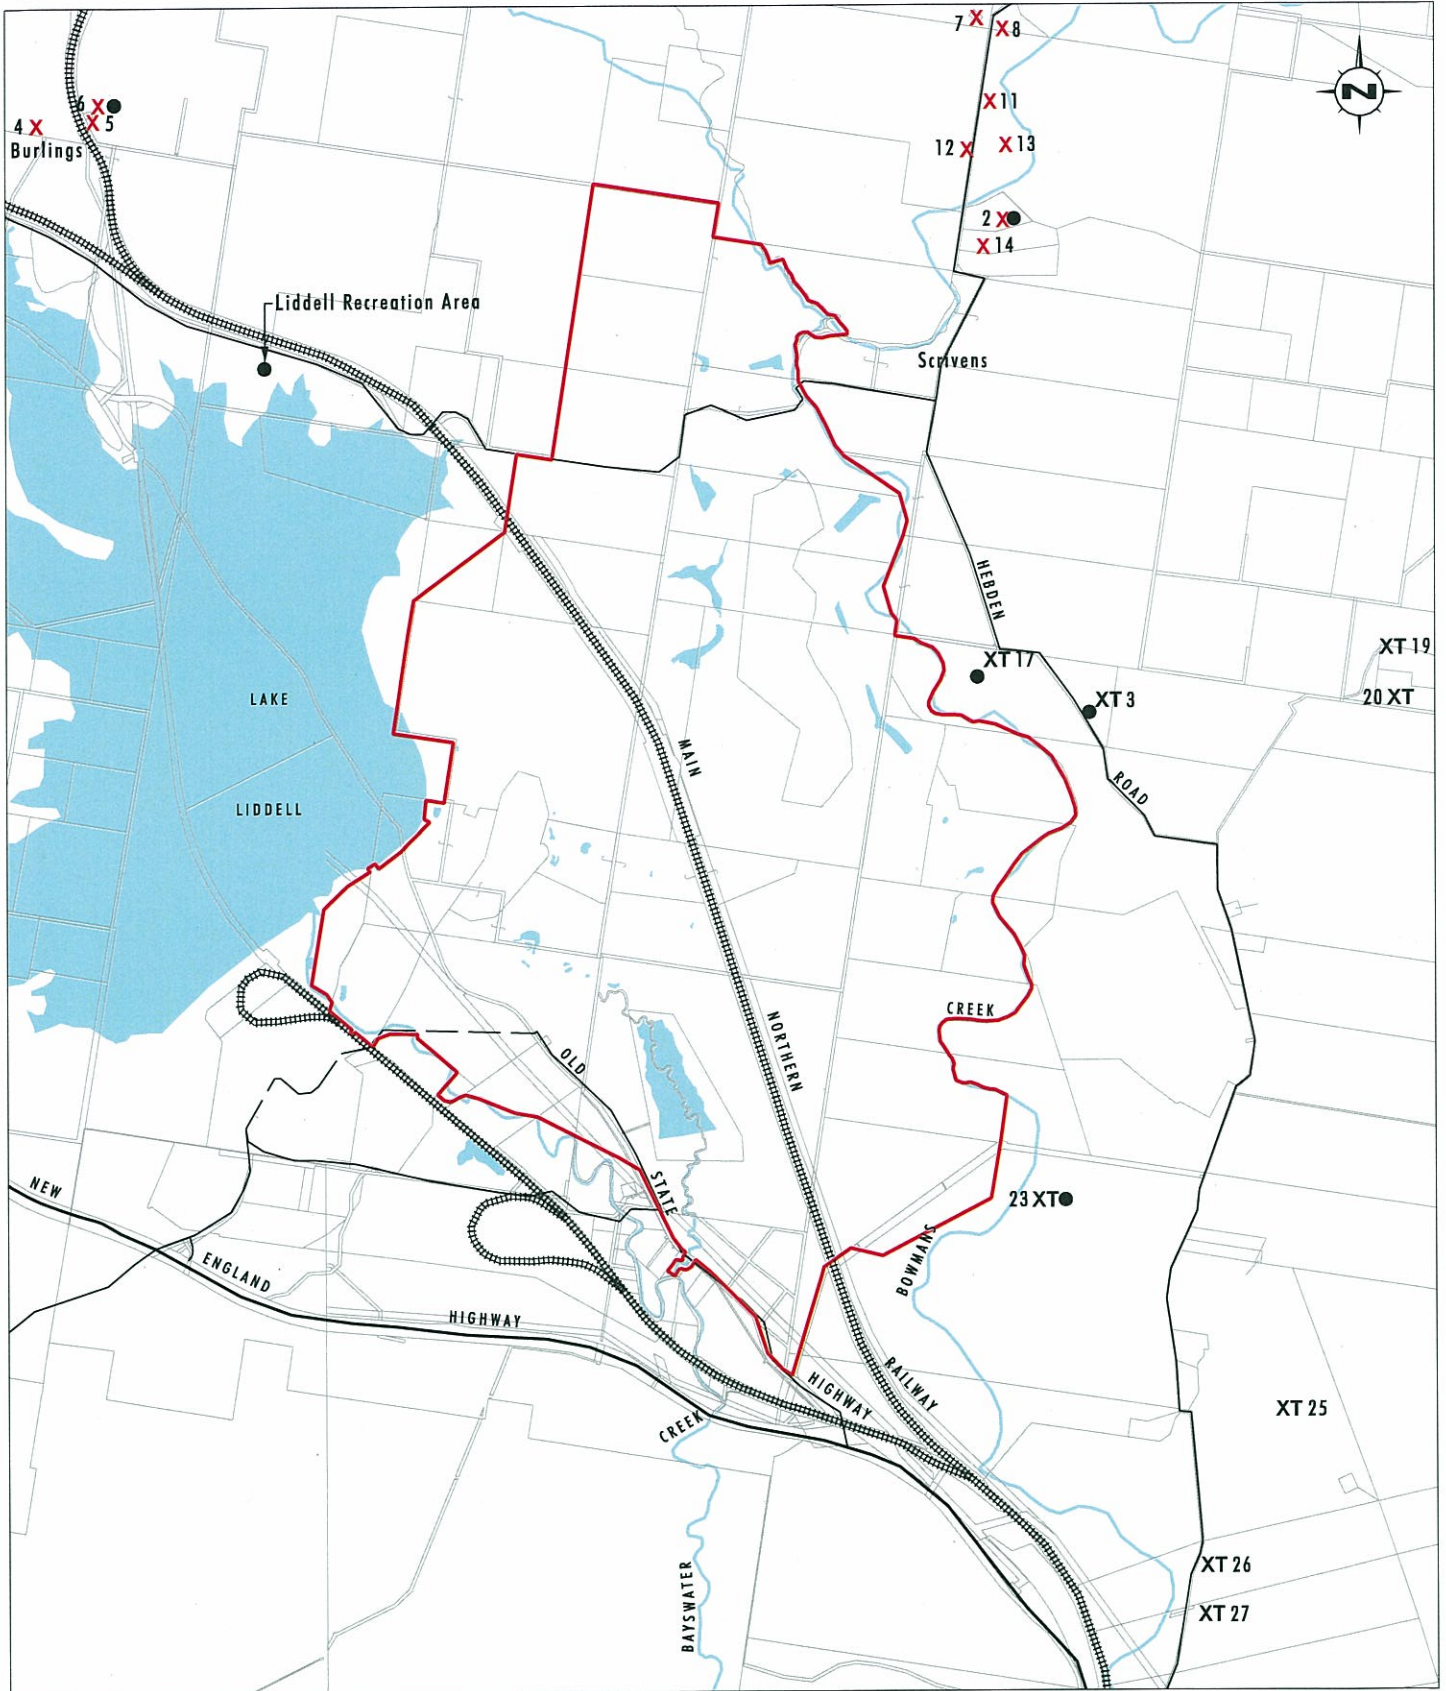 7 X
X 8
N
6 X
X 5
4 X
Burlings
X 11
12 X
X 13
2 X
X 14
Liddell Recreation Area
Scrivens
HEBDEN
XT 17
XT 19
20 XT
XT 3
LAKE
MAIN
ROAD
LIDDELL
CREEK
NORTHERN
OLD
STATE
NEW
23 XT
BOWMANS
ENGLAND
HIGHWAY
RAILWAY
HIGHWAY
XT 25
CREEK
XT 26
BAYSWATER
XT 27